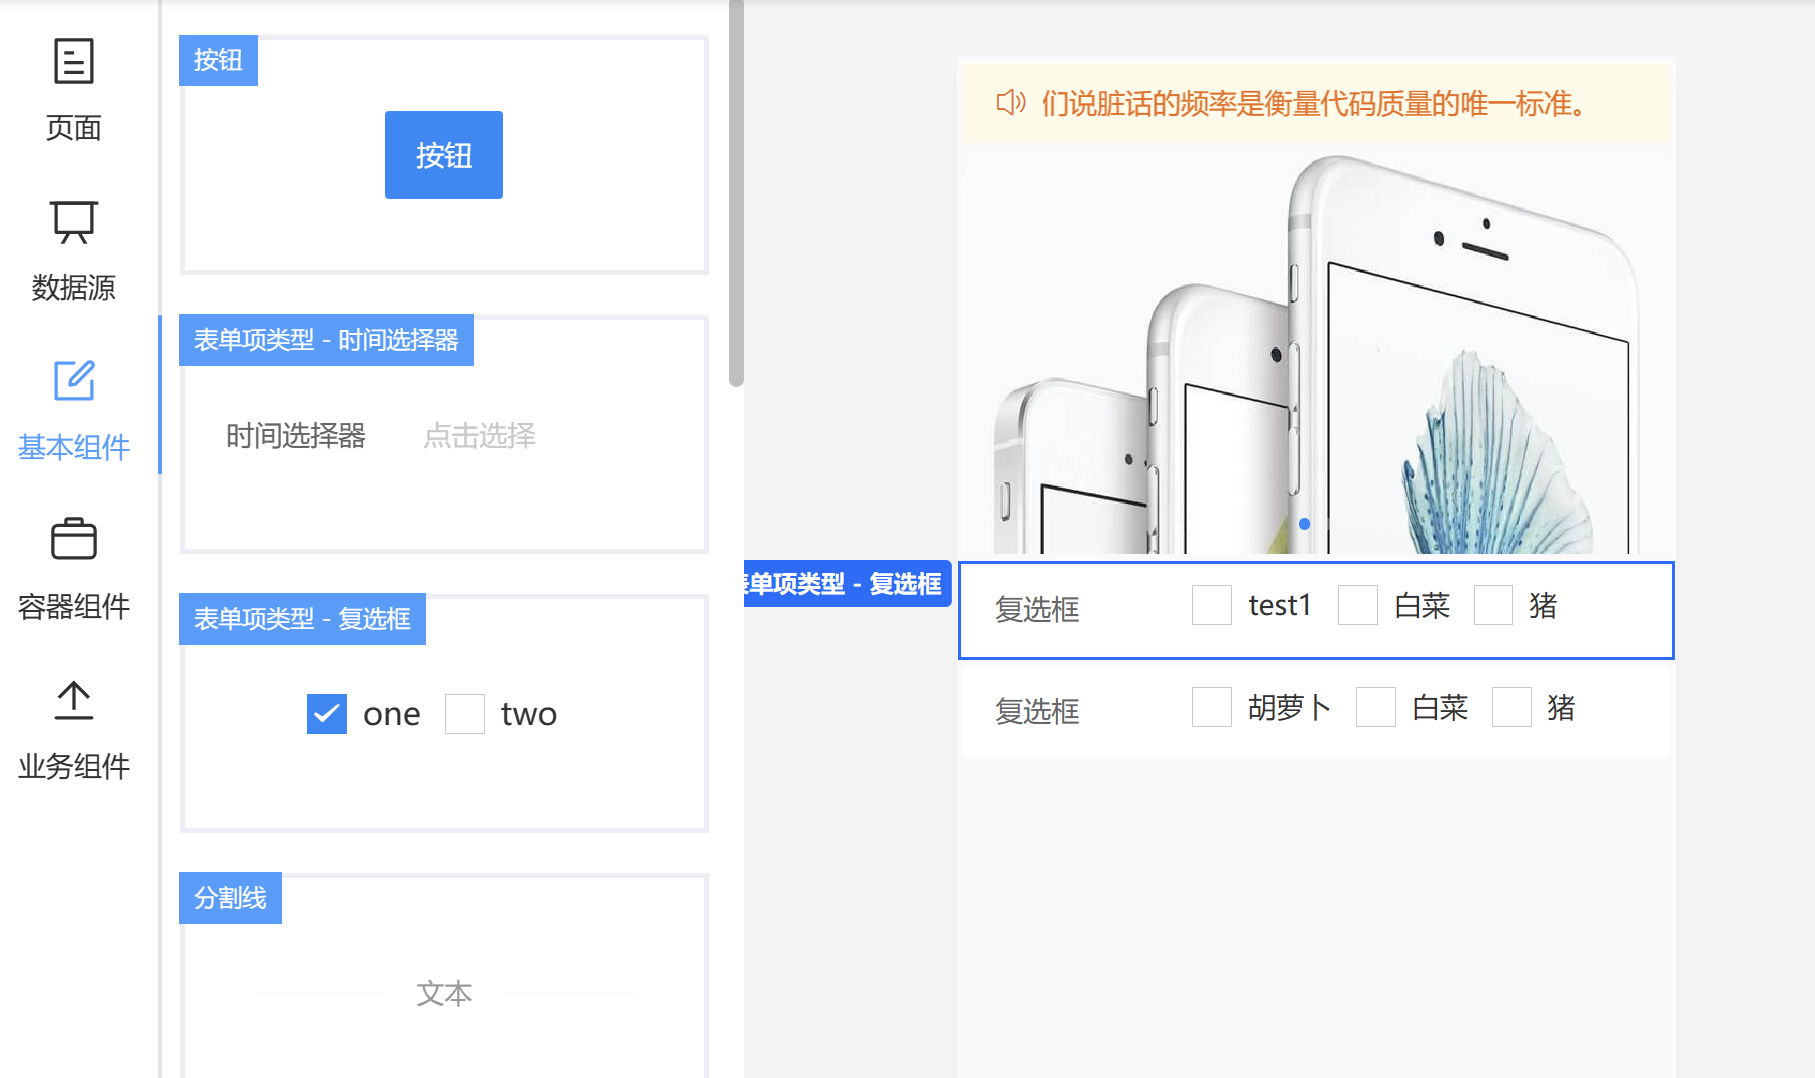 页面
数据源
基本组件
容器组件
业务组件
按钮
按钮
表单项类型 - 时间选择器
时间选择器 点击选择
表单项类型 - 复选框
one two
分割线
文本
们说脏话的频率是衡量代码质量的唯一标准。
表单项类型 - 复选框
复选框 test1 白菜 猪
复选框 胡萝卜 白菜 猪